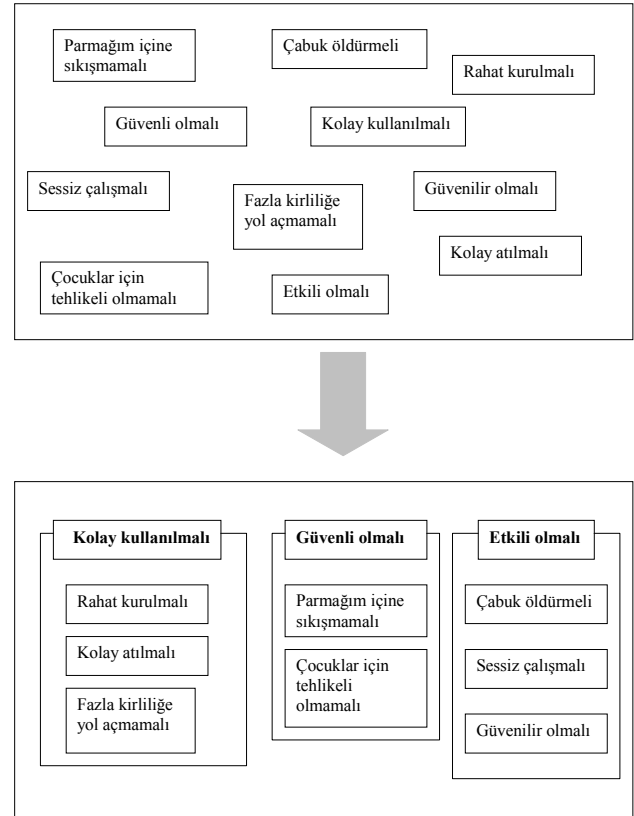 Parmağım içine
sıkışmamalı
Çabuk öldürmeli
Rahat kurulmalı
Güvenli olmalı
Kolay kullanılmalı
Sessiz çalışmalı
Fazla kirliliğe
yol açmamalı
Güvenilir olmalı
Kolay atılmalı
Çocuklar için
tehlikeli olmamalı
Etkili olmalı
Kolay kullanılmalı
Rahat kurulmalı
Kolay atılmalı
Fazla kirliliğe
yol açmamalı
Güvenli olmalı
Parmağım içine
sıkışmamalı
Çocuklar için
tehlikeli
olmamalı
Etkili olmalı
Çabuk öldürmeli
Sessiz çalışmalı
Güvenilir olmalı